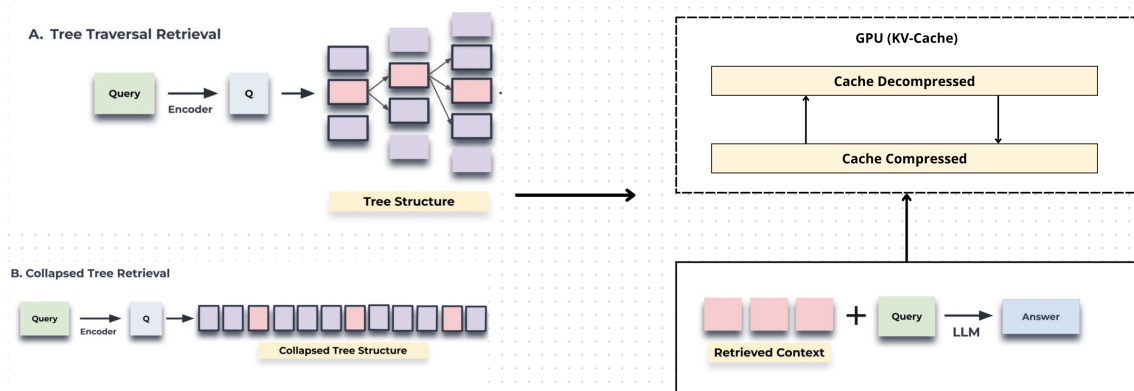 A. Tree Traversal Retrieval
Query
Encoder
Q
Tree Structure
B. Collapsed Tree Retrieval
Query
Encoder
Q
Collapsed Tree Structure
GPU (KV-Cache)
Cache Decompressed
Cache Compressed
Retrieved Context
+
Query
LLM
Answer